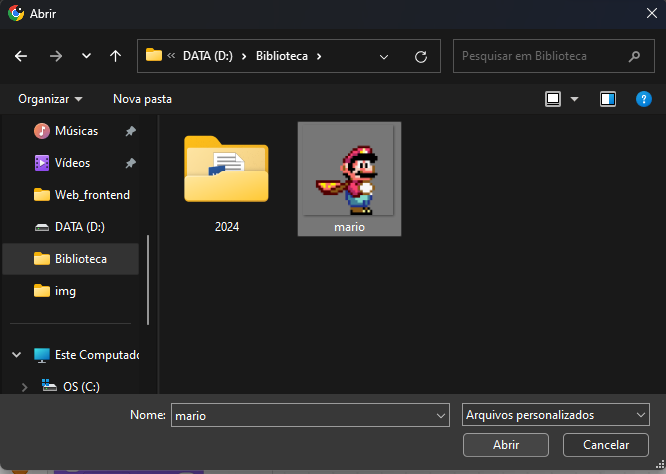 Abrir
DATA (D:) > Biblioteca >
Pesquisar em Biblioteca
Organizar
Nova pasta
Músicas
Vídeos
Web_frontend
DATA (D:)
Biblioteca
img
Este Computad
OS (C:)
2024
mario
Nome:
mario
Arquivos personalizados
Abrir
Cancelar